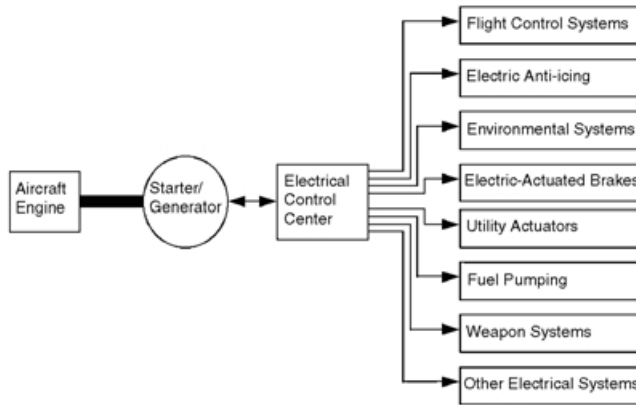 Flight Control Systems
Electric Anti-icing
Environmental Systems
Aircraft
Engine
Starter/
Generator
Electrical
Control
Center
Electric-Actuated Brakes
Utility Actuators
Fuel Pumping
Weapon Systems
Other Electrical Systems